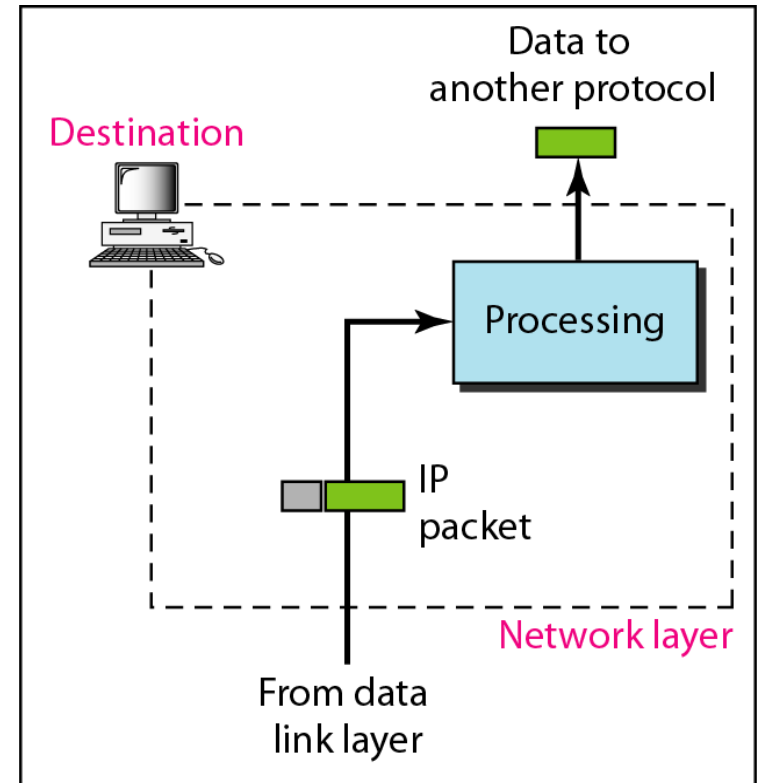 Data to
another protocol
Destination
Processing
IP
packet
Network layer
From data
link layer